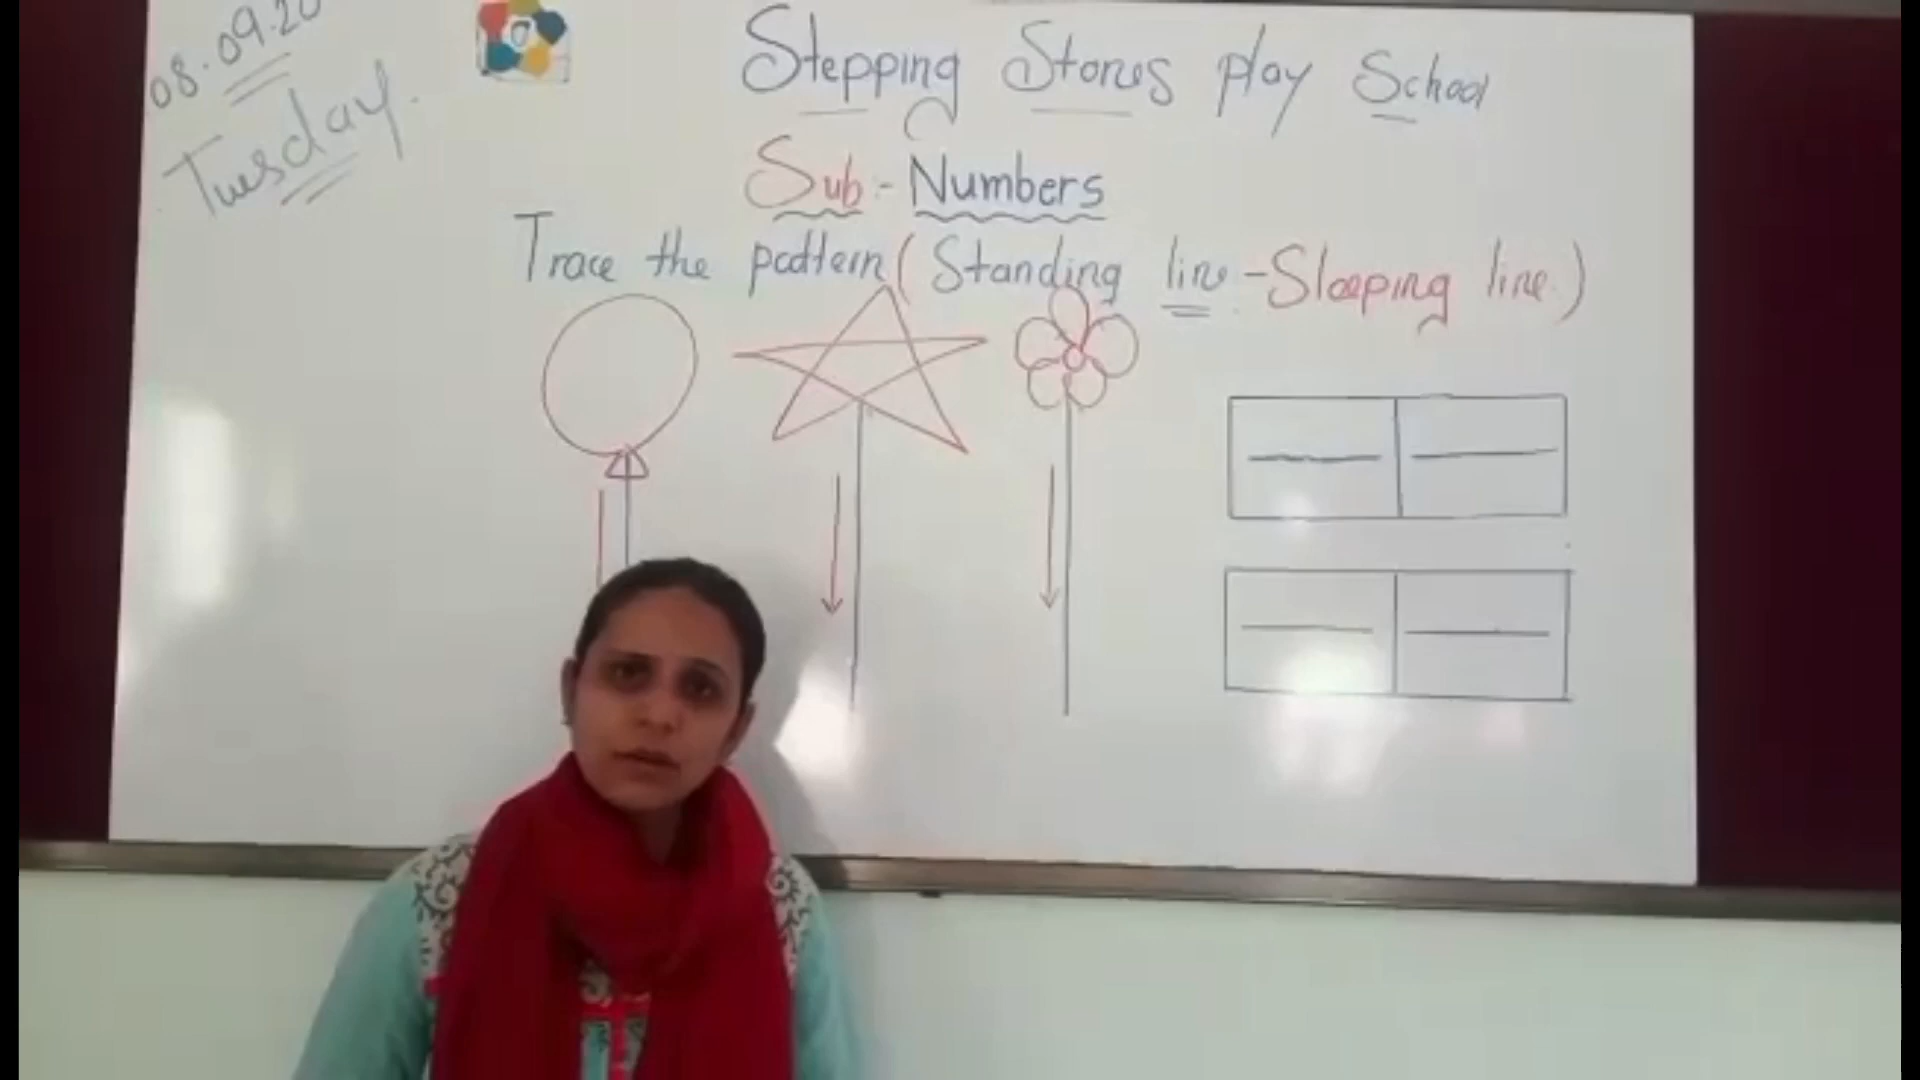 08.09.20
Tuesday.
Stepping Stones play School
Sub:- Numbers
Trace the pattern (Standing line - Sleeping line.)